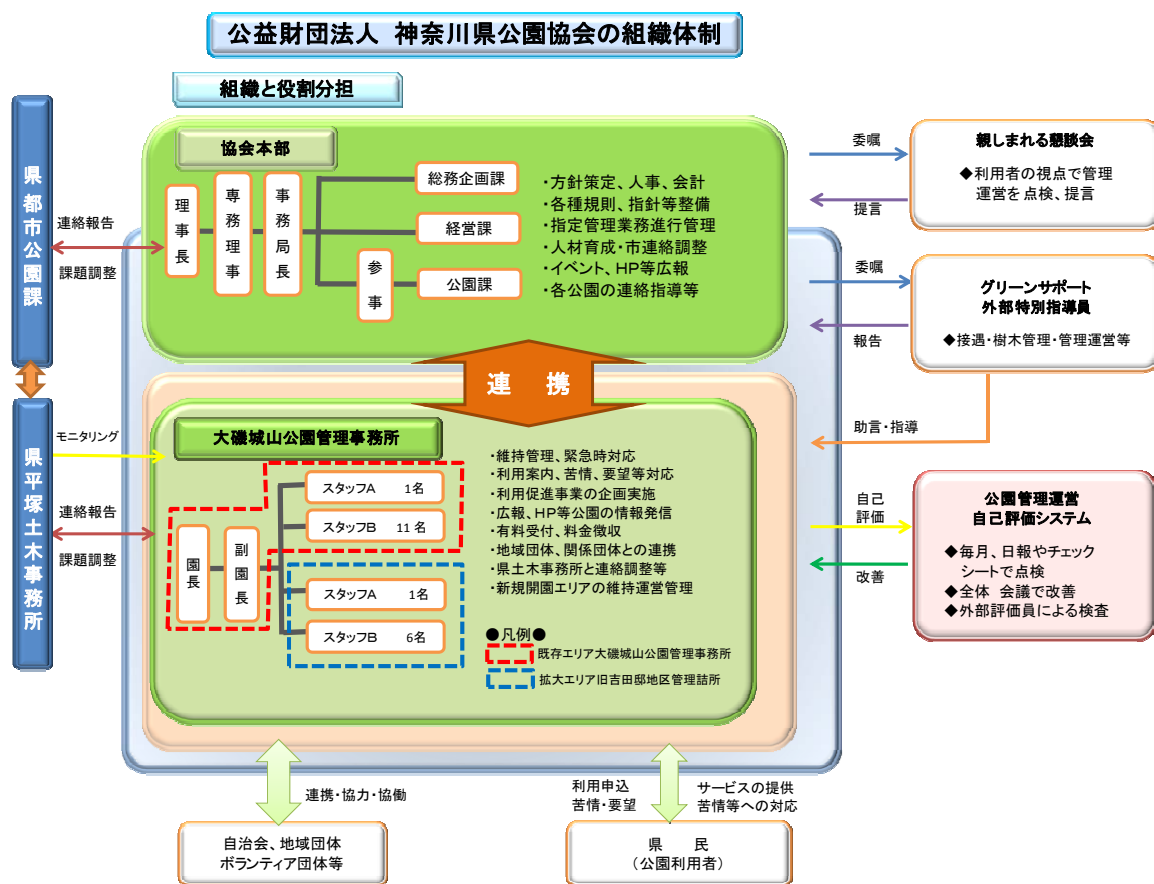 公益財団法人 神奈川県公園協会の組織体制
組織と役割分担
県都市公園課
連絡報告
課題調整
協会本部
理事長
専務理事
事務局長
参事
総務企画課
経営課
公園課
・方針策定、人事、会計
・各種規則、指針等整備
・指定管理業務進行管理
・人材育成・市連絡調整
・イベント、HP等広報
・各公園の連絡指導等
委嘱
提言
親しまれる懇談会
◆利用者の視点で管理
運営を点検、提言
委嘱
報告
グリーンサポート
外部特別指導員
◆接遇・樹木管理・管理運営等
助言・指導
連 携
県平塚土木事務所
モニタリング
連絡報告
課題調整
大磯城山公園管理事務所
園長
副園長
スタッフA 1名
スタッフB 11名
スタッフA 1名
スタッフB 6名
・維持管理、緊急時対応
・利用案内、苦情、要望等対応
・利用促進事業の企画実施
・広報、HP等公園の情報発信
・有料受付、料金徴収
・地域団体、関係団体との連携
・県土木事務所と連絡調整等
・新規開園エリアの維持運営管理
●凡例●
既存エリア大磯城山公園管理事務所
拡大エリア旧吉田邸地区管理詰所
自己
評価
改善
公園管理運営
自己評価システム
◆毎月、日報やチェック
シートで点検
◆全体 会議で改善
◆外部評価員による検査
連携・協力・協働
自治会、地域団体
ボランティア団体等
利用申込
苦情・要望
サービスの提供
苦情等への対応
県 民
(公園利用者)